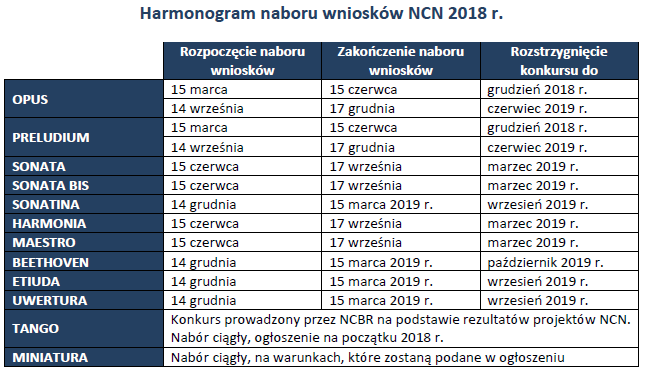 Harmonogram naboru wniosków NCN 2018 r.
Rozpoczęcie naboru wniosków Zakończenie naboru wniosków Rozstrzygnięcie konkursu do
OPUS 15 marca 15 czerwca grudzień 2018 r.
14 września 17 grudnia czerwiec 2019 r.
PRELUDIUM 15 marca 15 czerwca grudzień 2018 r.
14 września 17 grudnia czerwiec 2019 r.
SONATA 15 czerwca 17 września marzec 2019 r.
SONATA BIS 15 czerwca 17 września marzec 2019 r.
SONATINA 14 grudnia 15 marca 2019 r. wrzesień 2019 r.
HARMONIA 15 czerwca 17 września marzec 2019 r.
MAESTRO 15 czerwca 17 września marzec 2019 r.
BEETHOVEN 14 grudnia 15 marca 2019 r. październik 2019 r.
ETIUDA 14 grudnia 15 marca 2019 r. wrzesień 2019 r.
UWERTURA 14 grudnia 15 marca 2019 r. wrzesień 2019 r.
TANGO Konkurs prowadzony przez NCBR na podstawie rezultatów projektów NCN.
Nabór ciągły, ogłoszenie na początku 2018 r.
MINIATURA Nabór ciągły, na warunkach, które zostaną podane w ogłoszeniu